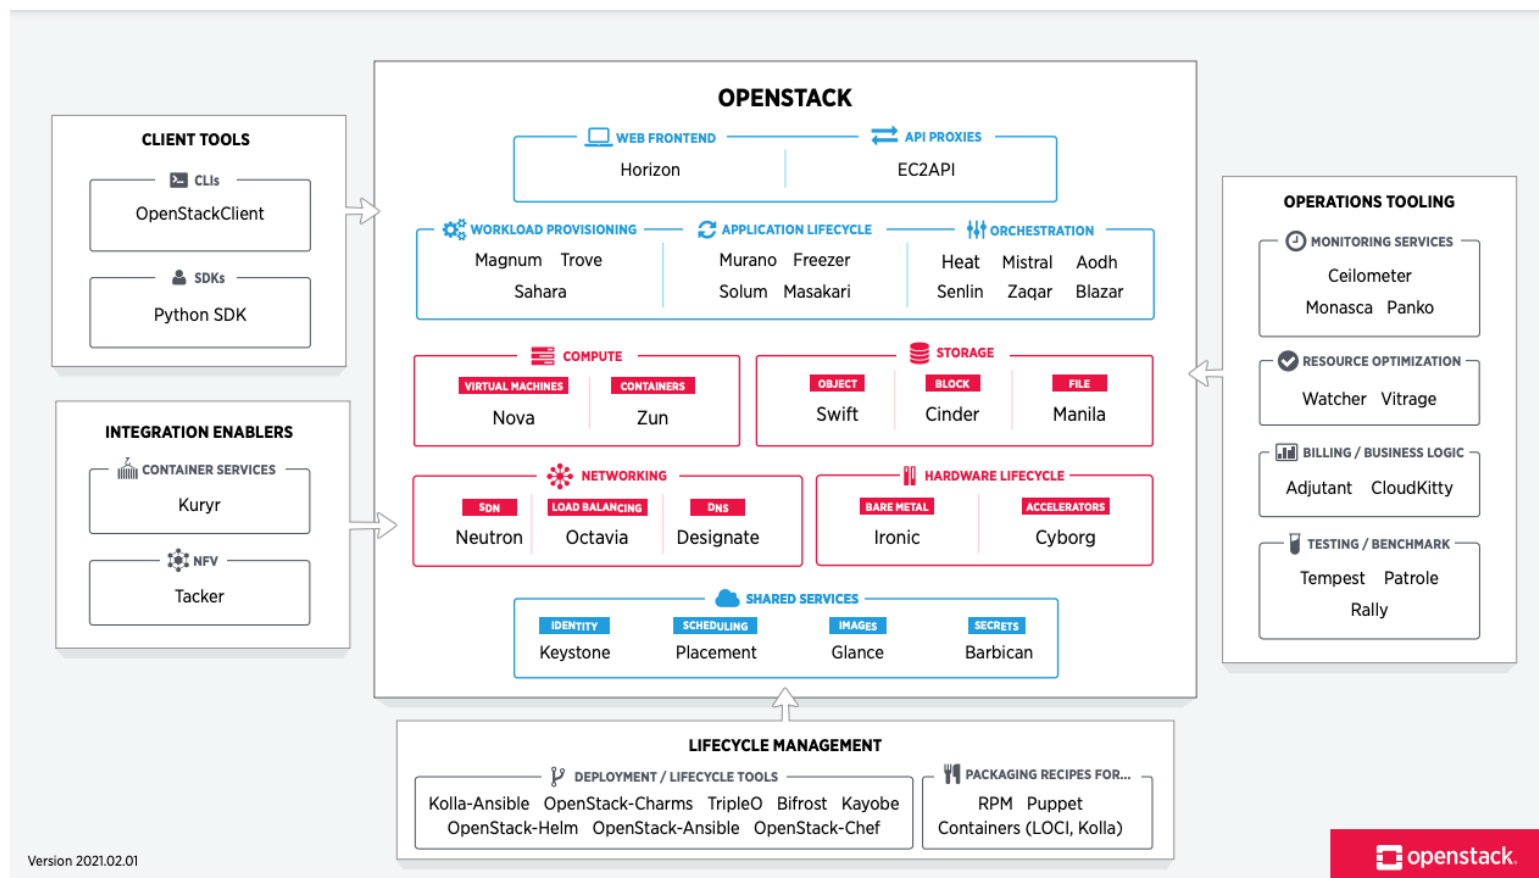 OPENSTACK
WEB FRONTEND
API PROXIES
Horizon
EC2API
WORKLOAD PROVISIONING
APPLICATION LIFECYCLE
ORCHESTRATION
Magnum Trove
Sahara
Murano Freezer
Solum Masakari
Heat Mistral Aodh
Senlin Zaqar Blazar
COMPUTE
VIRTUAL MACHINES
CONTAINERS
Nova
Zun
STORAGE
OBJECT
BLOCK
FILE
Swift
Cinder
Manila
NETWORKING
SDN
LOAD BALANCING
DNS
Neutron
Octavia
Designate
HARDWARE LIFECYCLE
BARE METAL
ACCELERATORS
Ironic
Cyborg
SHARED SERVICES
IDENTITY
SCHEDULING
IMAGES
SECRETS
Keystone
Placement
Glance
Barbican
CLIENT TOOLS
CLIs
OpenStackClient
SDKs
Python SDK
INTEGRATION ENABLERS
CONTAINER SERVICES
Kuryr
NFV
Tacker
OPERATIONS TOOLING
MONITORING SERVICES
Ceilometer
Monasca Panko
RESOURCE OPTIMIZATION
Watcher Vitrage
BILLING / BUSINESS LOGIC
Adjutant CloudKitty
TESTING / BENCHMARK
Tempest Patrole
Rally
LIFECYCLE MANAGEMENT
DEPLOYMENT / LIFECYCLE TOOLS
Kolla-Ansible OpenStack-Charms TripleO Bifrost Kayobe
OpenStack-Helm OpenStack-Ansible OpenStack-Chef
PACKAGING RECIPES FOR...
RPM Puppet
Containers (LOCI, Kolla)
Version 2021.02.01
openstack.